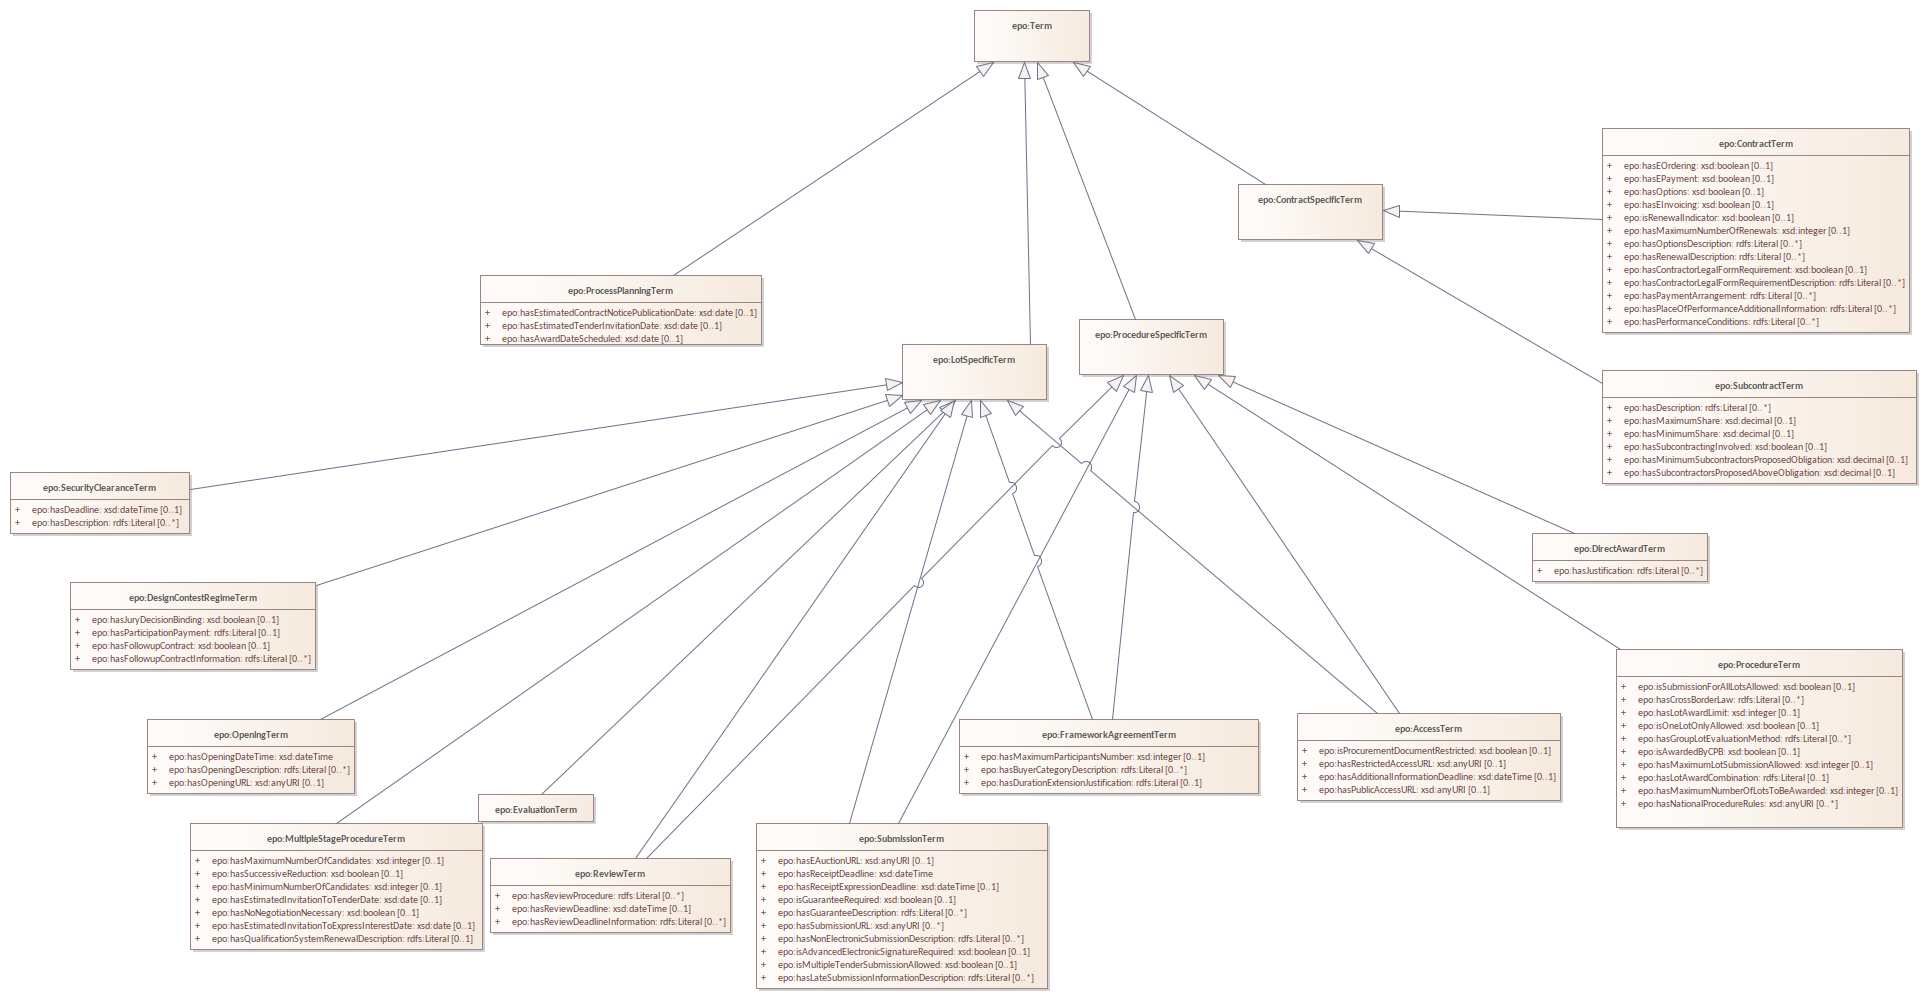 epo:Term
epo:ContractTerm
+ epo:hasEOrdering: xsd:boolean [0..1]
+ epo:hasEPayment: xsd:boolean [0..1]
+ epo:hasOptions: xsd:boolean [0..1]
+ epo:hasEInvoicing: xsd:boolean [0..1]
+ epo:isRenewalIndicator: xsd:boolean [0..1]
+ epo:hasMaximumNumberOfRenewals: xsd:integer [0..1]
+ epo:hasOptionsDescription: rdfs:Literal [0..*]
+ epo:hasRenewalDescription: rdfs:Literal [0..*]
+ epo:hasContractorLegalFormRequirement: xsd:boolean [0..1]
+ epo:hasContractorLegalFormRequirementDescription: rdfs:Literal [0..*]
+ epo:hasPaymentArrangement: rdfs:Literal [0..*]
+ epo:hasPlaceOfPerformanceAdditionalInformation: rdfs:Literal [0..*]
+ epo:hasPerformanceConditions: rdfs:Literal [0..*]
epo:ContractSpecificTerm
epo:ProcessPlanningTerm
+ epo:hasEstimatedContractNoticePublicationDate: xsd:date [0..1]
+ epo:hasEstimatedTenderInvitationDate: xsd:date [0..1]
+ epo:hasAwardDateScheduled: xsd:date [0..1]
epo:ProcedureSpecificTerm
epo:LotSpecificTerm
epo:SubcontractTerm
+ epo:hasDescription: rdfs:Literal [0..*]
+ epo:hasMaximumShare: xsd:decimal [0..1]
+ epo:hasMinimumShare: xsd:decimal [0..1]
+ epo:hasSubcontractingInvolved: xsd:boolean [0..1]
+ epo:hasMinimumSubcontractorsProposedObligation: xsd:decimal [0..1]
+ epo:hasSubcontractorsProposedAboveObligation: xsd:decimal [0..1]
epo:SecurityClearanceTerm
+ epo:hasDeadline: xsd:dateTime [0..1]
+ epo:hasDescription: rdfs:Literal [0..*]
epo:DirectAwardTerm
+ epo:hasJustification: rdfs:Literal [0..*]
epo:DesignContestRegimeTerm
+ epo:hasJuryDecisionBinding: xsd:boolean [0..1]
+ epo:hasParticipationPayment: rdfs:Literal [0..1]
+ epo:hasFollowupContract: xsd:boolean [0..1]
+ epo:hasFollowupContractInformation: rdfs:Literal [0..*]
epo:ProcedureTerm
+ epo:isSubmissionForAllLotsAllowed: xsd:boolean [0..1]
+ epo:hasCrossBorderLaw: rdfs:Literal [0..*]
+ epo:hasLotAwardLimit: xsd:integer [0..1]
+ epo:isOneLotOnlyAllowed: xsd:boolean [0..1]
+ epo:hasGroupLotEvaluationMethod: rdfs:Literal [0..*]
+ epo:isAwardedByCPB: xsd:boolean [0..1]
+ epo:hasMaximumLotSubmissionAllowed: xsd:integer [0..1]
+ epo:hasLotAwardCombination: rdfs:Literal [0..1]
+ epo:hasMaximumNumberOfLotsToBeAwarded: xsd:integer [0..1]
+ epo:hasNationalProcedureRules: xsd:anyURI [0..*]
epo:OpeningTerm
+ epo:hasOpeningDateTime: xsd:dateTime
+ epo:hasOpeningDescription: rdfs:Literal [0..*]
+ epo:hasOpeningURL: xsd:anyURI [0..1]
epo:FrameworkAgreementTerm
+ epo:hasMaximumParticipantsNumber: xsd:integer [0..1]
+ epo:hasBuyerCategoryDescription: rdfs:Literal [0..*]
+ epo:hasDurationExtensionJustification: rdfs:Literal [0..1]
epo:AccessTerm
+ epo:isProcurementDocumentRestricted: xsd:boolean [0..1]
+ epo:hasRestrictedAccessURL: xsd:anyURI [0..1]
+ epo:hasAdditionalInformationDeadline: xsd:dateTime [0..1]
+ epo:hasPublicAccessURL: xsd:anyURI [0..1]
epo:EvaluationTerm
epo:MultipleStageProcedureTerm
+ epo:hasMaximumNumberOfCandidates: xsd:integer [0..1]
+ epo:hasSuccessiveReduction: xsd:boolean [0..1]
+ epo:hasMinimumNumberOfCandidates: xsd:integer [0..1]
+ epo:hasEstimatedInvitationToTenderDate: xsd:date [0..1]
+ epo:hasNoNegotiationNecessary: xsd:boolean [0..1]
+ epo:hasEstimatedInvitationToExpressInterestDate: xsd:date [0..1]
+ epo:hasQualificationSystemRenewalDescription: rdfs:Literal [0..1]
epo:ReviewTerm
+ epo:hasReviewProcedure: rdfs:Literal [0..*]
+ epo:hasReviewDeadline: xsd:dateTime [0..1]
+ epo:hasReviewDeadlineInformation: rdfs:Literal [0..*]
epo:SubmissionTerm
+ epo:hasEAuctionURL: xsd:anyURI [0..1]
+ epo:hasReceiptDeadline: xsd:dateTime
+ epo:hasReceiptExpressionDeadline: xsd:dateTime [0..1]
+ epo:isGuaranteeRequired: xsd:boolean [0..1]
+ epo:hasGuaranteeDescription: rdfs:Literal [0..*]
+ epo:hasSubmissionURL: xsd:anyURI [0..*]
+ epo:hasNonElectronicSubmissionDescription: rdfs:Literal [0..*]
+ epo:isAdvancedElectronicSignatureRequired: xsd:boolean [0..1]
+ epo:isMultipleTenderSubmissionAllowed: xsd:boolean [0..1]
+ epo:hasLateSubmissionInformationDescription: rdfs:Literal [0..*]